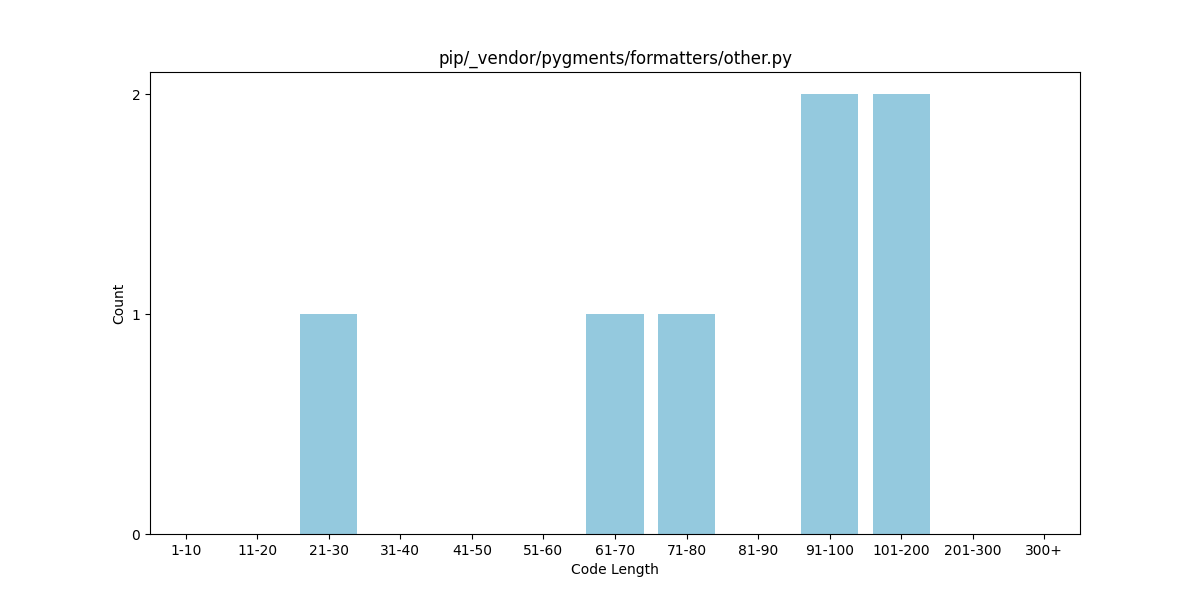 pip/_vendor/pygments/formatters/other.py
2
1
0
Count
1-10 11-20 21-30 31-40 41-50 51-60 61-70 71-80 81-90 91-100 101-200 201-300 300+
Code Length